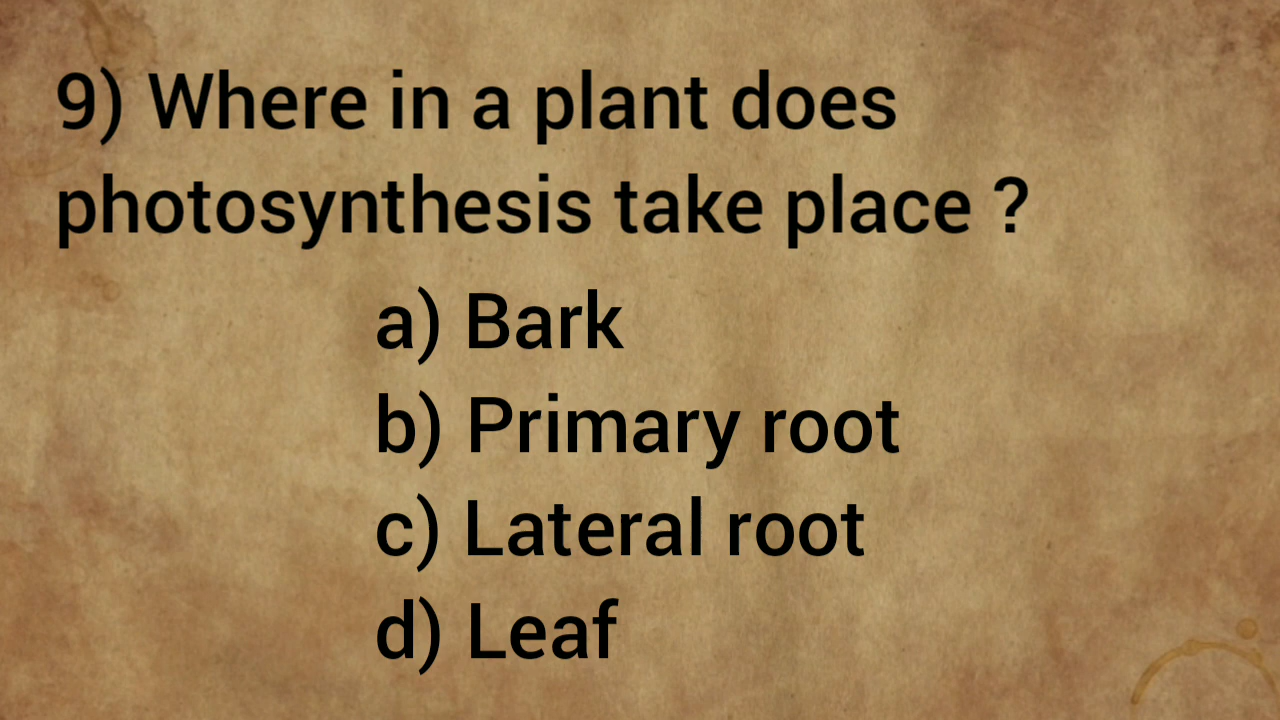 9) Where in a plant does
photosynthesis take place ?
a) Bark
b) Primary root
c) Lateral root
d) Leaf